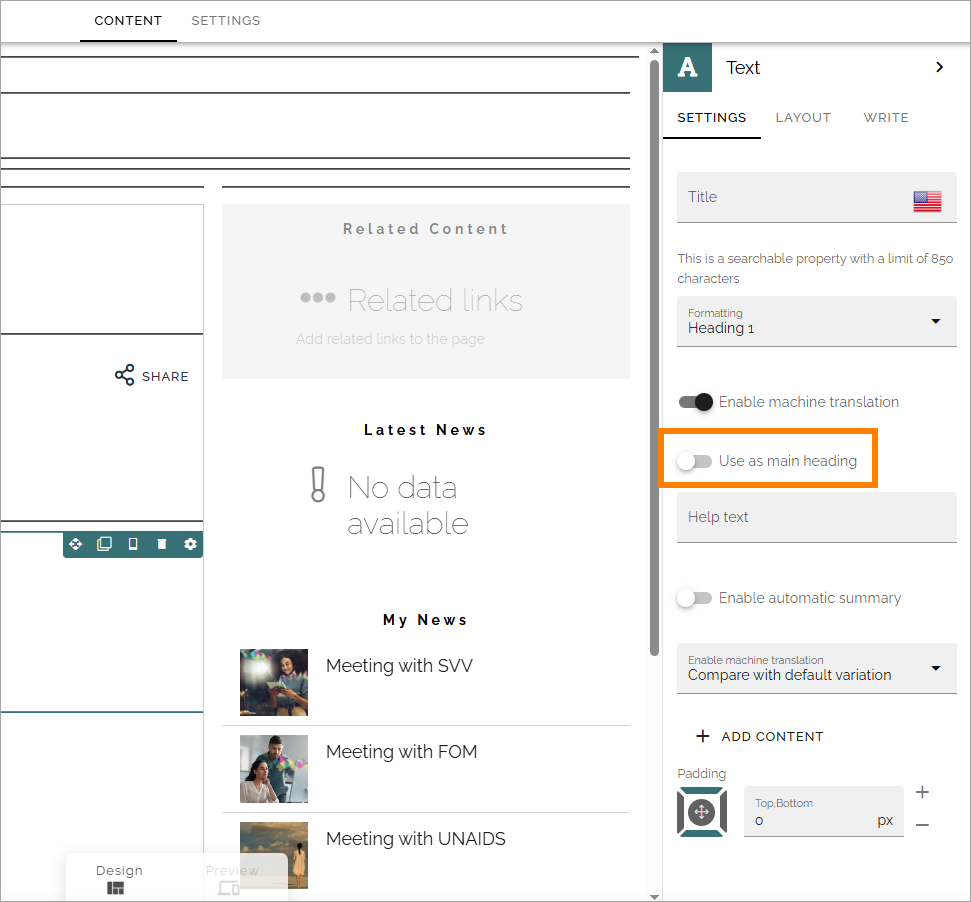 CONTENT SETTINGS
A Text
SETTINGS LAYOUT WRITE
Title
This is a searchable property with a limit of 850
characters
Formatting
Heading 1
Enable machine translation
Use as main heading
Help text
Enable automatic summary
Enable machine translation
Compare with default variation
ADD CONTENT
Padding
Top,Bottom
0 px
Related Content
Related links
Add related links to the page
SHARE
Latest News
No data
available
My News
Meeting with SVV
Meeting with FOM
Meeting with UNAIDS
Design Preview